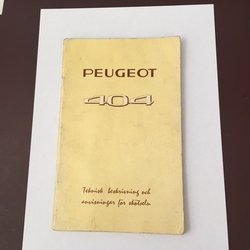 PEUGEOT
404
Teknisk beskrivning och
anvisningar för skötseln